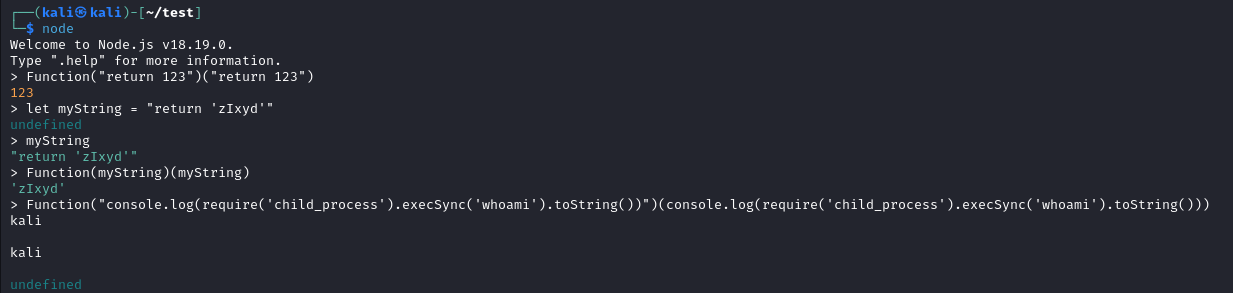 ┌──(kali㉿kali)-[~/test]
└─$ node
Welcome to Node.js v18.19.0.
Type ".help" for more information.
> Function("return 123")("return 123")
123
> let myString = "return 'zIxyd'"
undefined
> myString
"return 'zIxyd'"
> Function(myString)(myString)
'zIxyd'
> Function("console.log(require('child_process').execSync('whoami').toString())")(console.log(require('child_process').execSync('whoami').toString()))
kali
kali
undefined